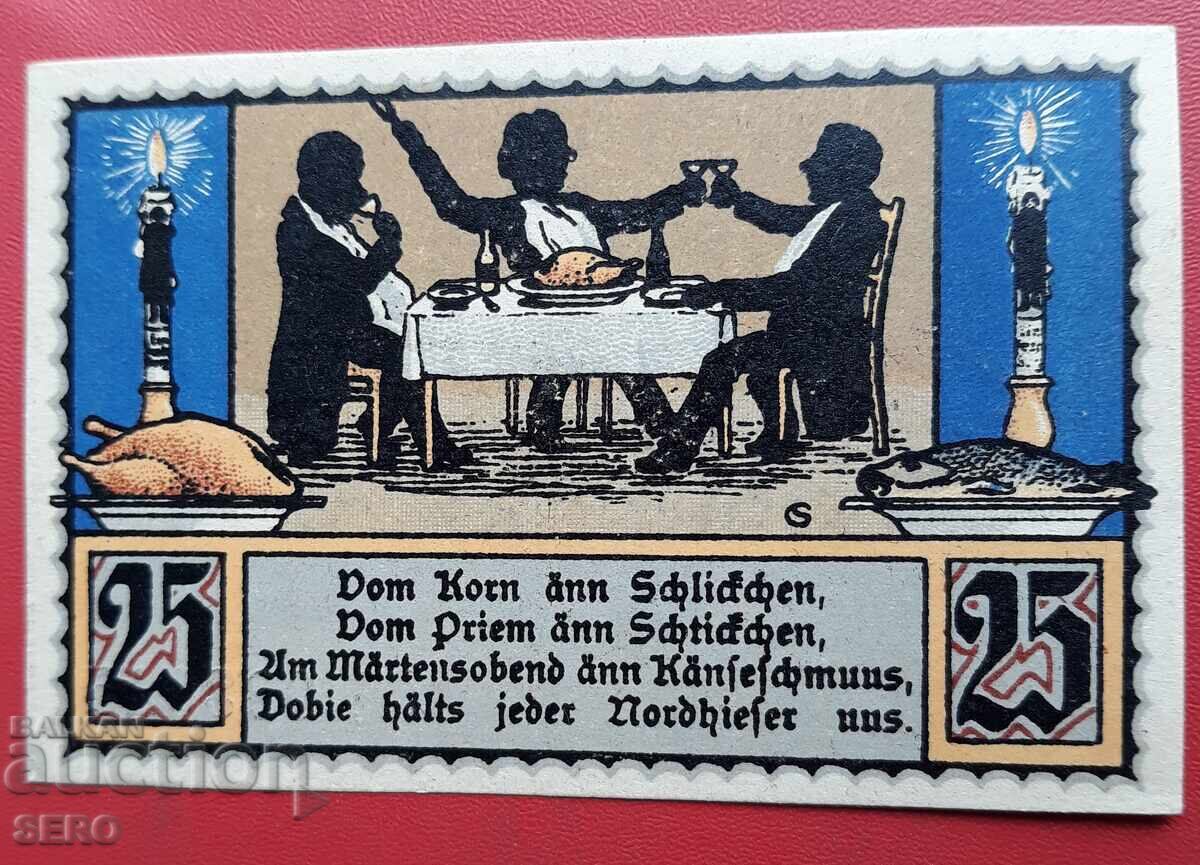 25
Vom Korn änn Schlickchen,
Vom Priem änn Schtickchen,
Am Märtensobend änn Känseschmuus,
Dobie hälts jeder Nordhieser uus.
25
BALKAN
auction
SERO